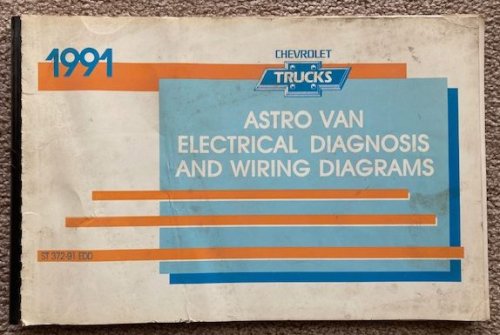 1991
CHEVROLET
TRUCKS
ASTRO VAN
ELECTRICAL DIAGNOSIS
AND WIRING DIAGRAMS
ST 372-91 EDD